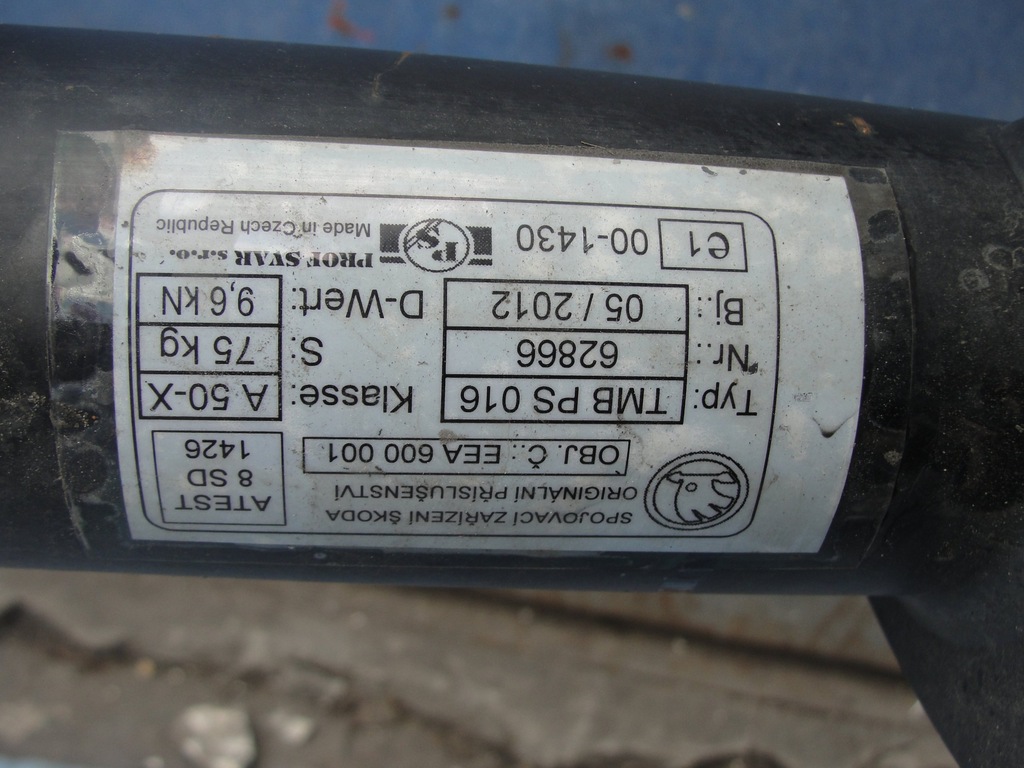 SPOJOVACÍ ZAŘÍZENÍ ŠKODA
ORIGINALNÍ PŘÍSLUŠENSTVÍ
OBJ. Č.: EEA 600 001
ATEST
8 SD
1426
Typ: TMB PS 016 Klasse: A 50-X
Nr.: 62866 S: 75 kg
Bj.: 05 / 2012 D-Wert: 9,6 kN
e1 00-1430
PS
PROF SVAR s.r.o.
Made in Czech Republic